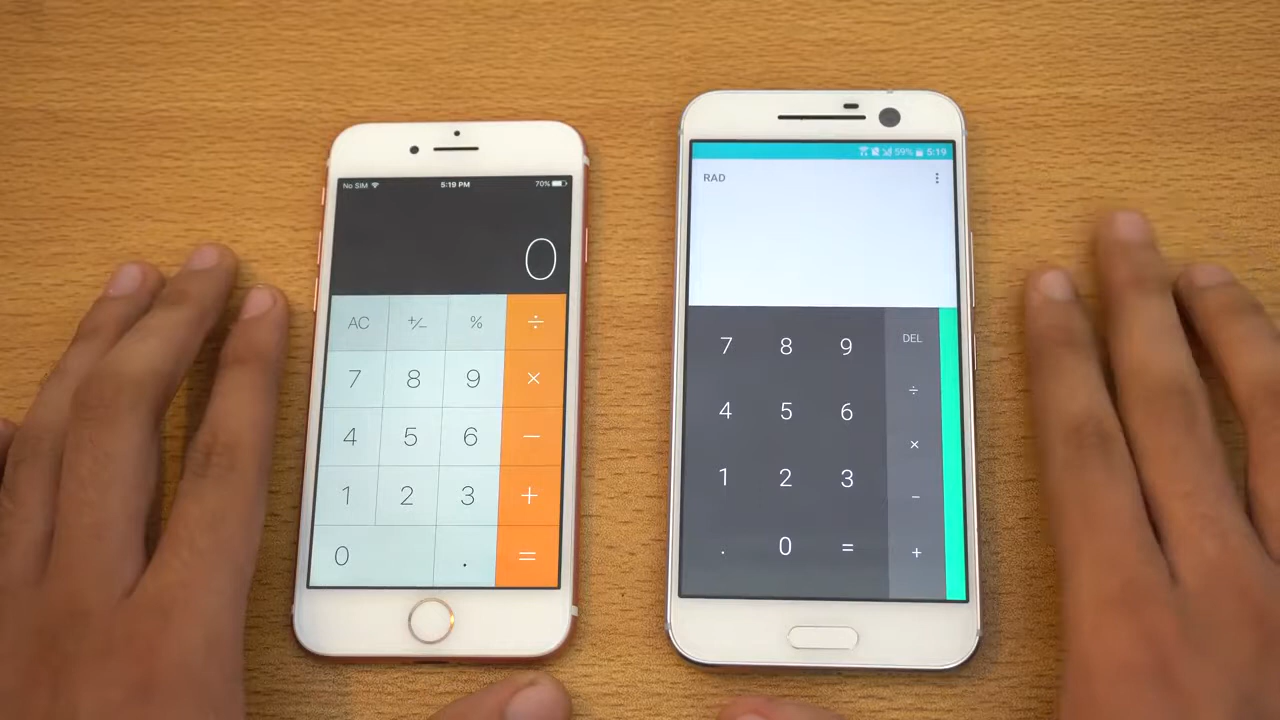 No SIM 5:19 PM 70%
0
AC +/− % ÷
7 8 9 ×
4 5 6 −
1 2 3 +
0 . =
59% 5:19
RAD
7 8 9 DEL
÷
4 5 6
×
1 2 3
−
. 0 = +